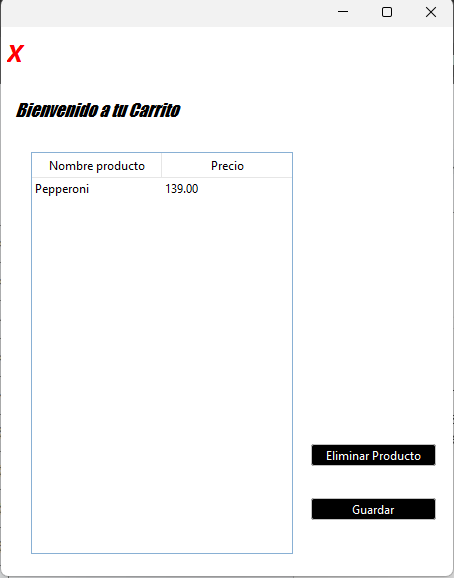 X
Bienvenido a tu Carrito
Nombre producto Precio
Pepperoni 139.00
Eliminar Producto
Guardar